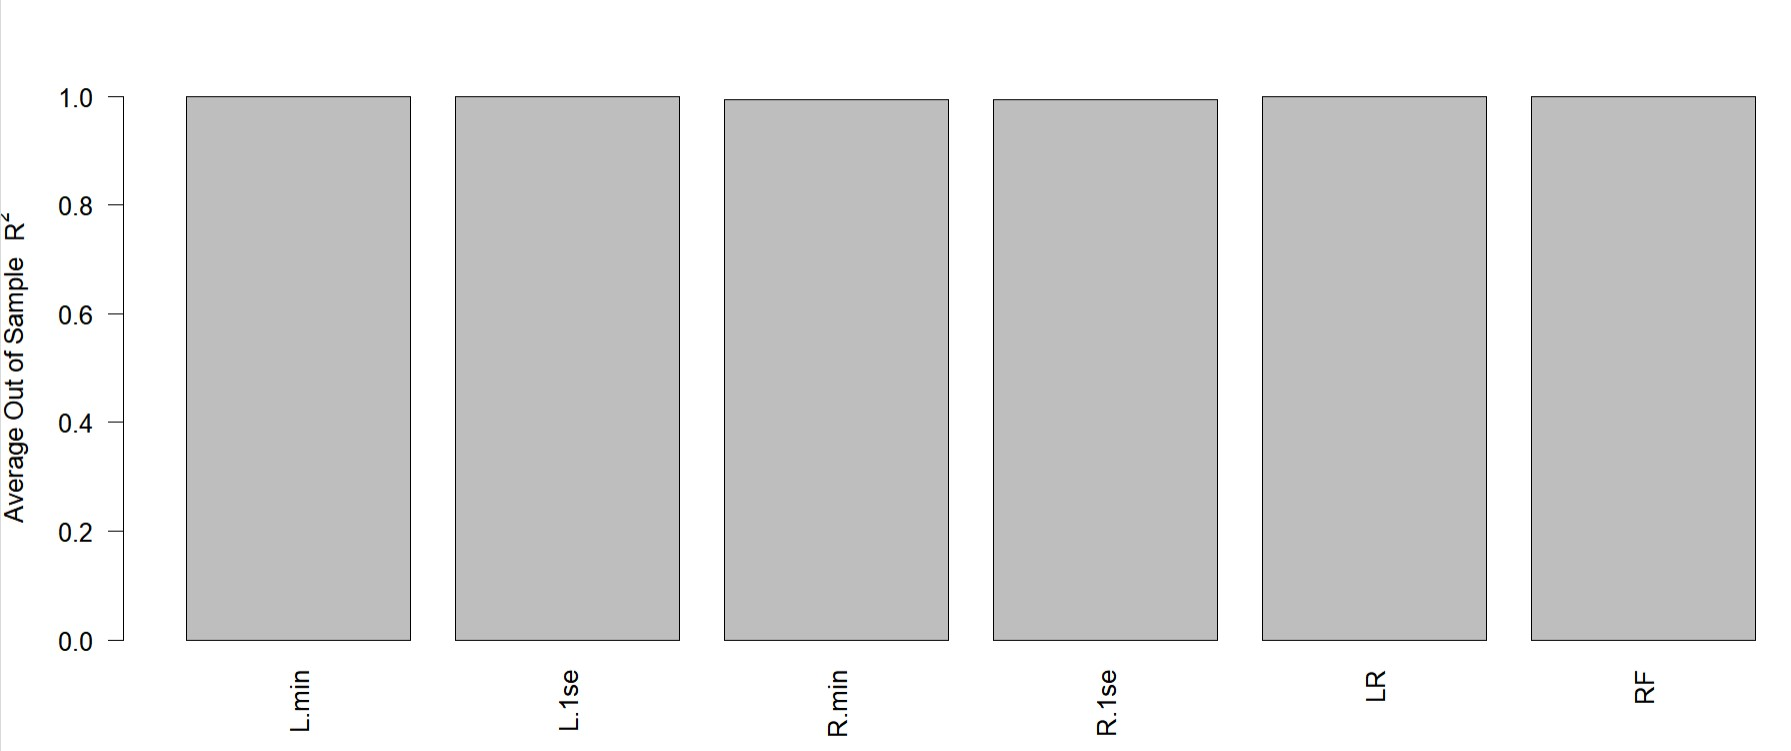 Average Out of Sample R²
1.0
0.8
0.6
0.4
0.2
0.0
L.min
L.1se
R.min
R.1se
LR
RF